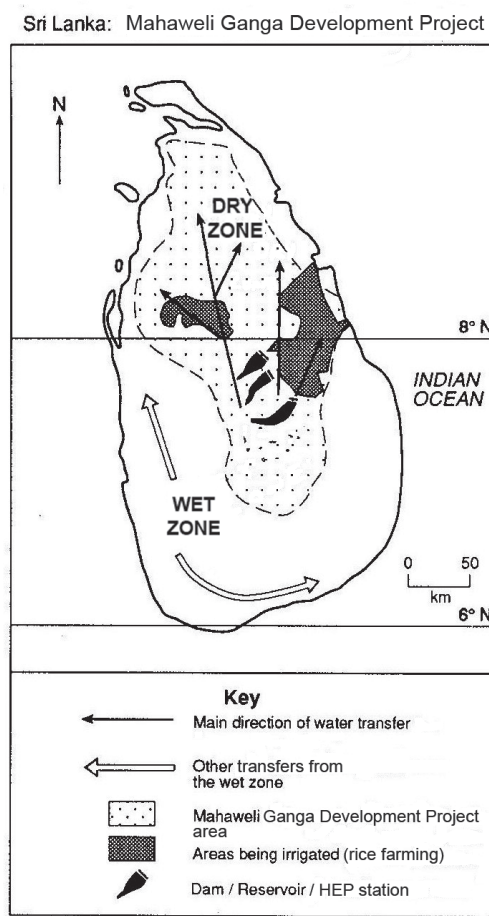 Sri Lanka: Mahaweli Ganga Development Project
N
DRY
ZONE
8° N
INDIAN
OCEAN
WET
ZONE
0 50
km
6° N
Key
Main direction of water transfer
Other transfers from
the wet zone
Mahaweli Ganga Development Project
area
Areas being irrigated (rice farming)
Dam / Reservoir / HEP station